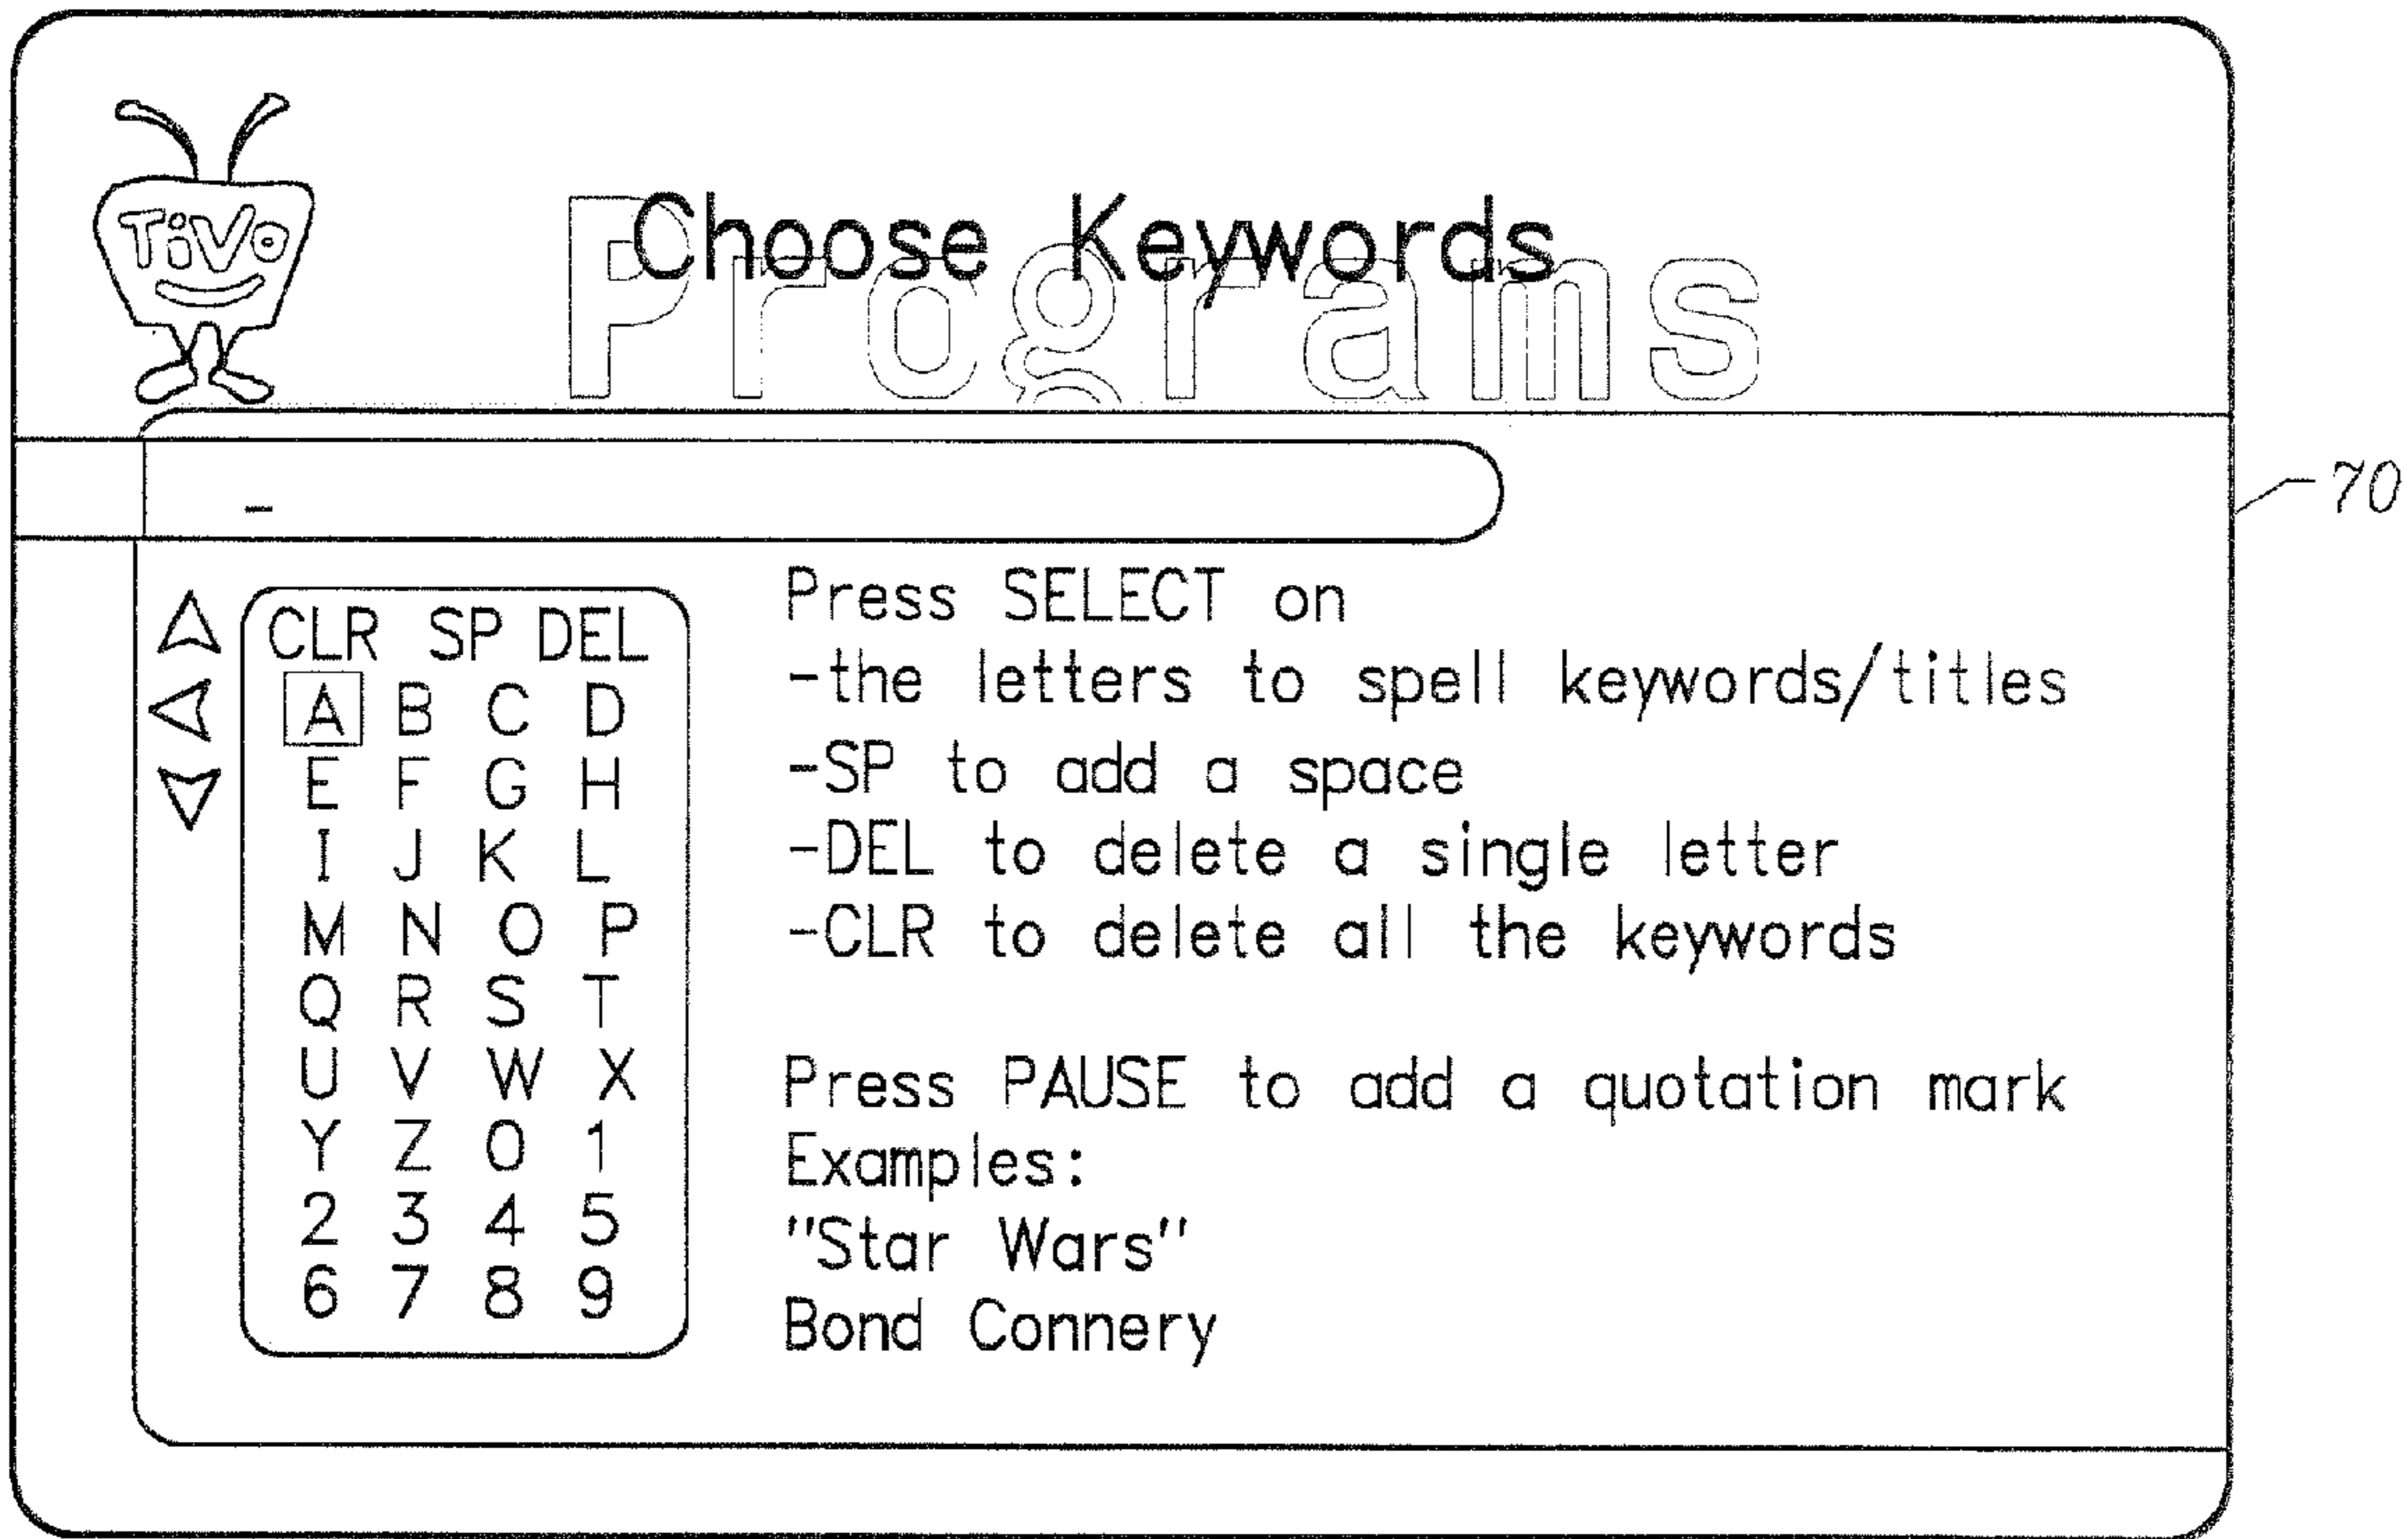 TiVo
Choose Keywords
Programs
70
-
CLR SP DEL
A B C D
E F G H
I J K L
M N O P
Q R S T
U V W X
Y Z 0 1
2 3 4 5
6 7 8 9
Press SELECT on
-the letters to spell keywords/titles
-SP to add a space
-DEL to delete a single letter
-CLR to delete all the keywords
Press PAUSE to add a quotation mark
Examples:
"Star Wars"
Bond Connery